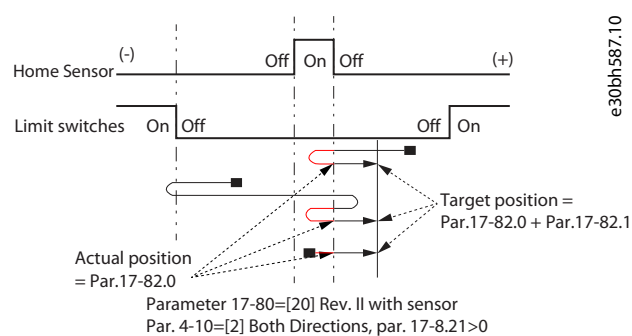 e30bh587.10
(-)
Off On Off
(+)
Home Sensor
Limit switches
On Off
Off On
Target position =
Par.17-82.0 + Par.17-82.1
Actual position
= Par.17-82.0
Parameter 17-80=[20] Rev. II with sensor
Par. 4-10=[2] Both Directions, par. 17-8.21>0